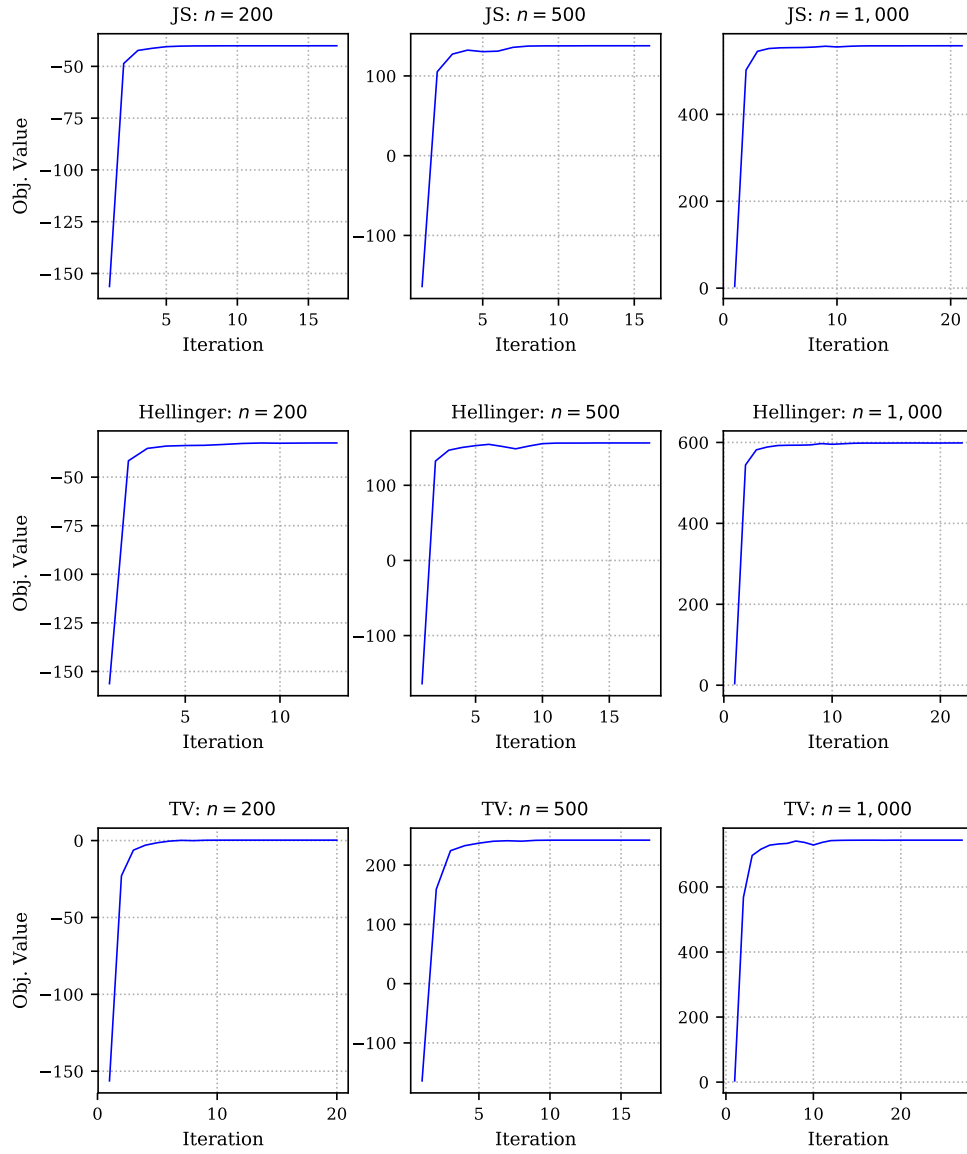 JS: n = 200
JS: n = 500
JS: n = 1, 000
Obj. Value
−50
−75
−100
−125
−150
5
10
15
Iteration
100
0
−100
5
10
15
Iteration
400
200
0
0
10
20
Iteration
Hellinger: n = 200
Hellinger: n = 500
Hellinger: n = 1, 000
Obj. Value
−50
−75
−100
−125
−150
5
10
Iteration
100
0
−100
5
10
15
Iteration
600
400
200
0
0
10
20
Iteration
TV: n = 200
TV: n = 500
TV: n = 1, 000
Obj. Value
0
−50
−100
−150
0
10
20
Iteration
200
100
0
−100
5
10
15
Iteration
600
400
200
0
0
10
20
Iteration